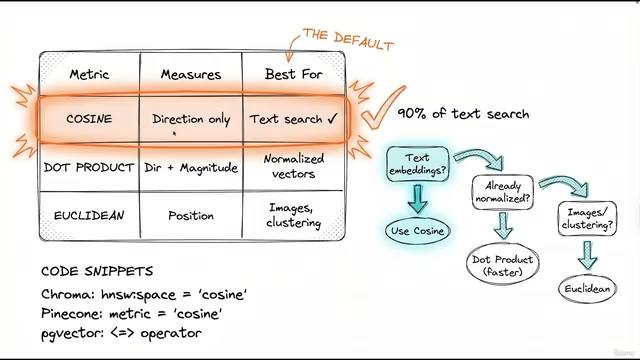 THE DEFAULT
Metric Measures Best For
COSINE Direction only Text search ✓
90% of text search
DOT PRODUCT Dir + Magnitude Normalized vectors
EUCLIDEAN Position Images, clustering
Text embeddings?
Already normalized?
Images/ clustering?
Use Cosine
Dot Product (faster)
Euclidean
CODE SNIPPETS
Chroma: hnsw:space = 'cosine'
Pinecone: metric = 'cosine'
pgvector: <=> operator